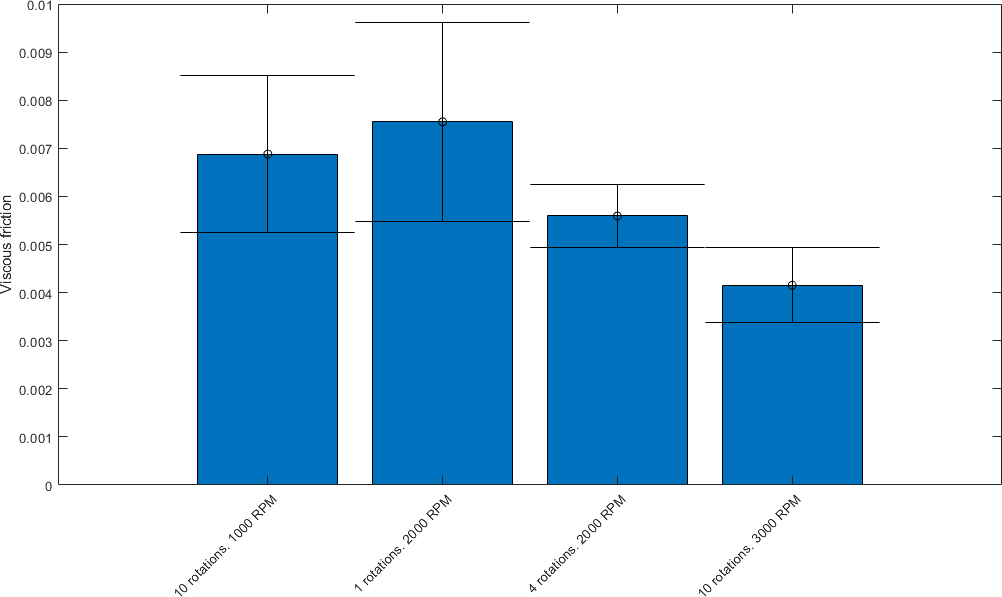 0.01
0.009
0.008
0.007
0.006
0.005
0.004
0.003
0.002
0.001
0
Viscous friction
10 rotations. 1000 RPM
1 rotations. 2000 RPM
4 rotations. 2000 RPM
10 rotations. 3000 RPM